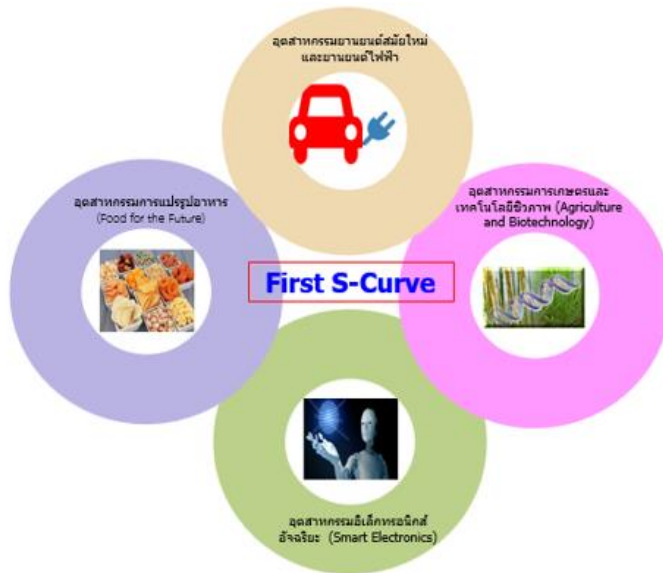 อุตสาหกรรมยานยนต์สมัยใหม่
และยานยนต์ไฟฟ้า
อุตสาหกรรมการแปรรูปอาหาร
(Food for the Future)
อุตสาหกรรมการเกษตรและ
เทคโนโลยีชีวภาพ (Agriculture
and Biotechnology)
First S-Curve
อุตสาหกรรมอิเล็กทรอนิกส์
อัจฉริยะ (Smart Electronics)